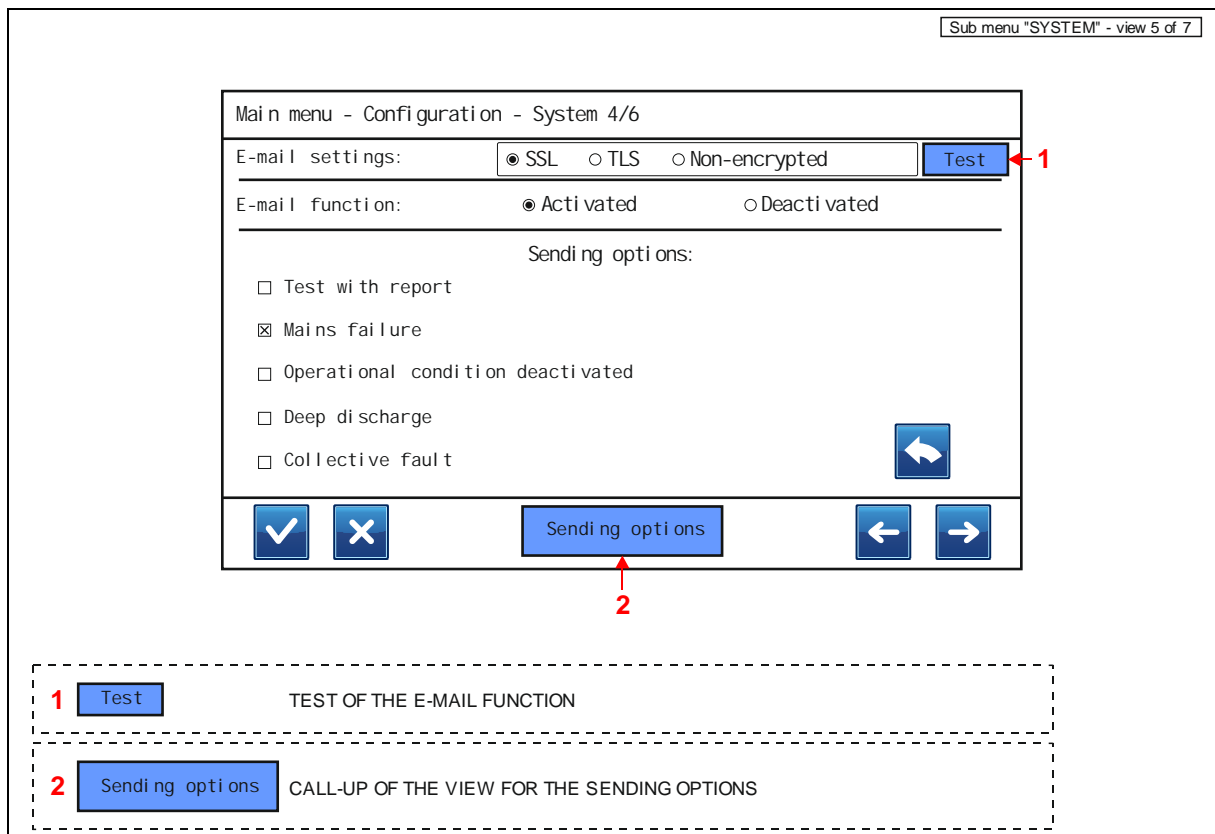 Sub menu "SYSTEM" - view 5 of 7
Main menu - Configuration - System 4/6
E-mail settings: SSL TLS Non-encrypted Test 1
E-mail function: Activated Deactivated
Sending options:
Test with report
Mains failure
Operational condition deactivated
Deep discharge
Collective fault
Sending options
2
1 Test TEST OF THE E-MAIL FUNCTION
2 Sending options CALL-UP OF THE VIEW FOR THE SENDING OPTIONS